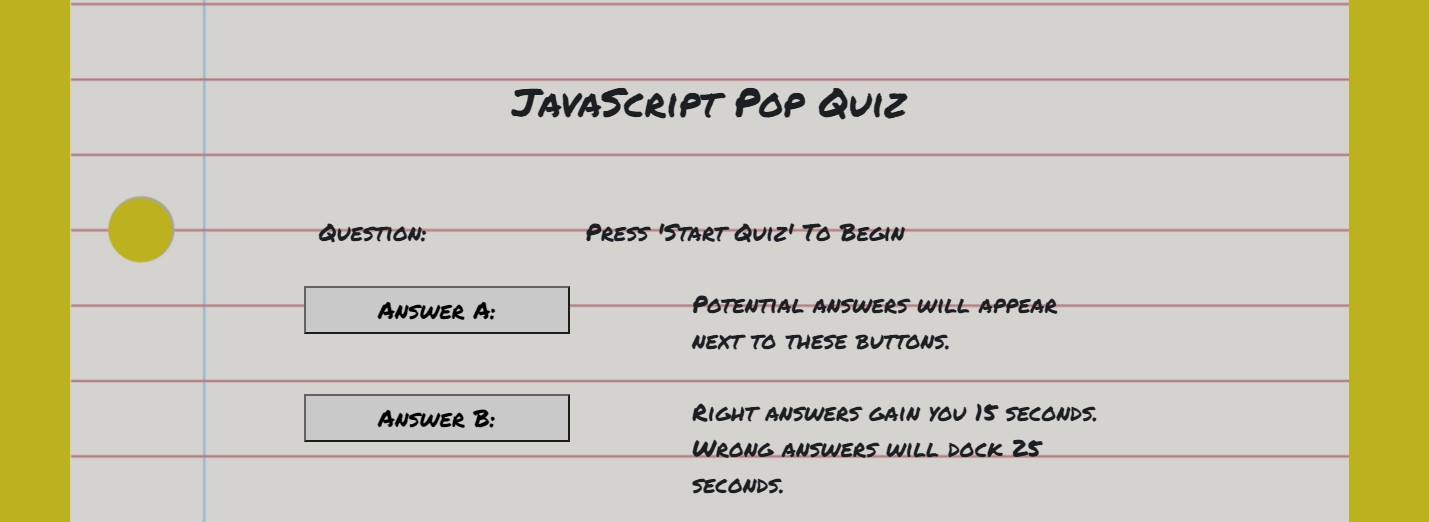 JavaScript Pop Quiz
Question: Press 'Start Quiz' To Begin
Answer A: Potential answers will appear
next to these buttons.
Answer B: Right answers gain you 15 seconds.
Wrong answers will dock 25
seconds.